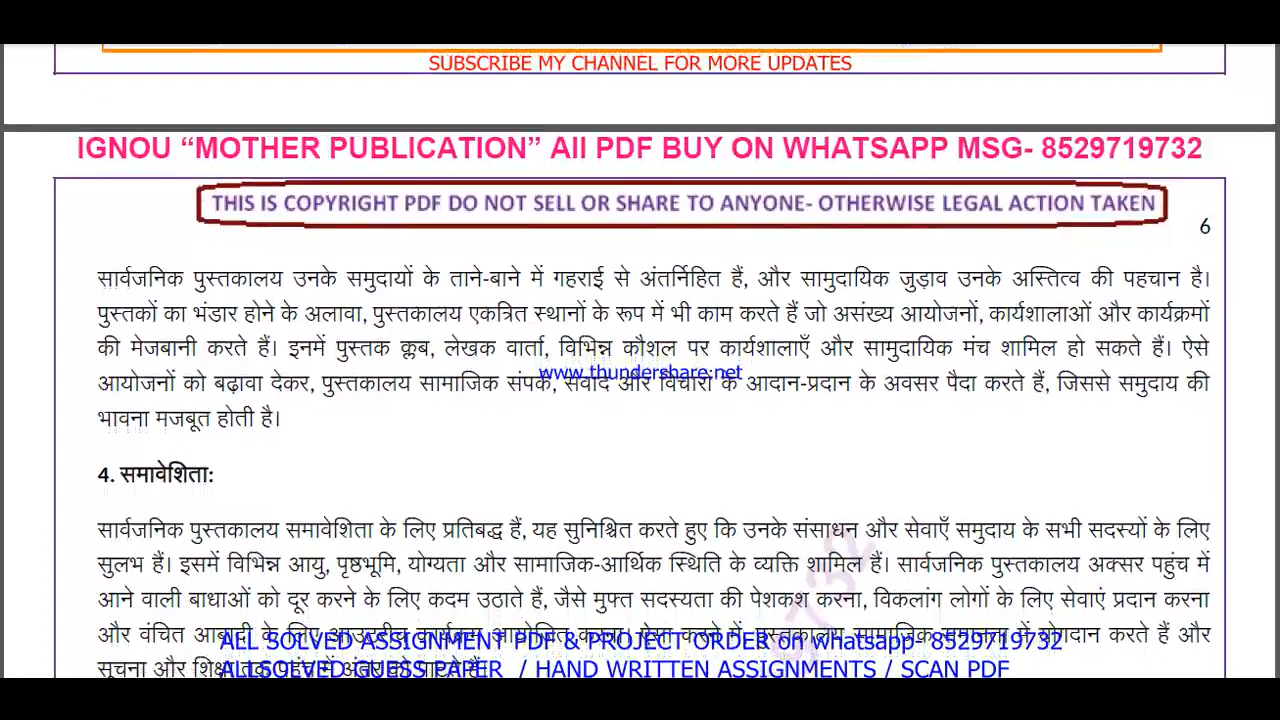 SUBSCRIBE MY CHANNEL FOR MORE UPDATES
IGNOU “MOTHER PUBLICATION” All PDF BUY ON WHATSAPP MSG- 8529719732
THIS IS COPYRIGHT PDF DO NOT SELL OR SHARE TO ANYONE- OTHERWISE LEGAL ACTION TAKEN
6
सार्वजनिक पुस्तकालय उनके समुदायों के ताने-बाने में गहराई से अंतर्निहित हैं, और सामुदायिक जुड़ाव उनके अस्तित्व की पहचान है।
पुस्तकों का भंडार होने के अलावा, पुस्तकालय एकत्रित स्थानों के रूप में भी काम करते हैं जो असंख्य आयोजनों, कार्यशालाओं और कार्यक्रमों
की मेजबानी करते हैं। इनमें पुस्तक क्लब, लेखक वार्ता, विभिन्न कौशल पर कार्यशालाएँ और सामुदायिक मंच शामिल हो सकते हैं। ऐसे
www.thundershare.net
आयोजनों को बढ़ावा देकर, पुस्तकालय सामाजिक संपर्क, संवाद और विचारों के आदान-प्रदान के अवसर पैदा करते हैं, जिससे समुदाय की
भावना मजबूत होती है।
4. समावेशिता:
सार्वजनिक पुस्तकालय समावेशिता के लिए प्रतिबद्ध हैं, यह सुनिश्चित करते हुए कि उनके संसाधन और सेवाएँ समुदाय के सभी सदस्यों के लिए
सुलभ हैं। इसमें विभिन्न आयु, पृष्ठभूमि, योग्यता और सामाजिक-आर्थिक स्थिति के व्यक्ति शामिल हैं। सार्वजनिक पुस्तकालय अक्सर पहुंच में
आने वाली बाधाओं को दूर करने के लिए कदम उठाते हैं, जैसे मुफ्त सदस्यता की पेशकश करना, विकलांग लोगों के लिए सेवाएं प्रदान करना
और वंचित में योगदान करते हैं और
ALL SOLVED ASSIGNMENT PDF & PROJECT ORDER on whatsapp- 8529719732
सूचना और
ALLSOLEVED GUESS PAPER / HAND WRITTEN ASSIGNMENTS / SCAN PDF